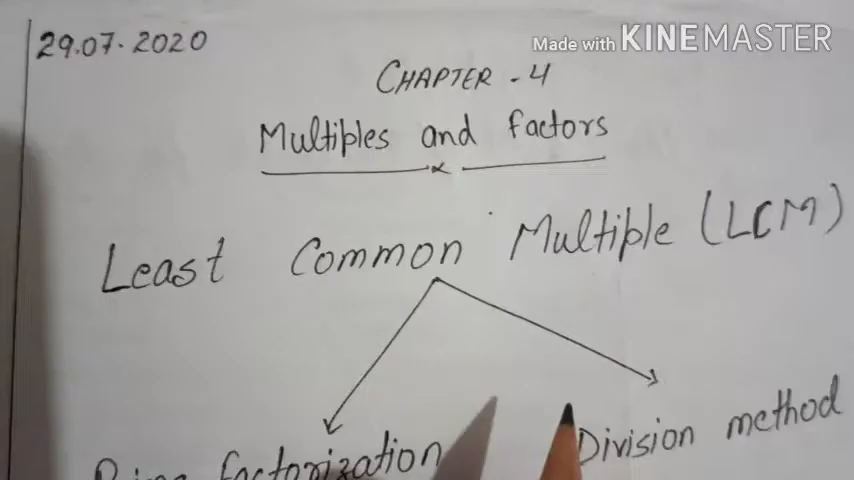 29.07.2020
Made with KINEMASTER
CHAPTER - 4
Multiples and factors
Least Common Multiple (LCM)
Division method
factorization